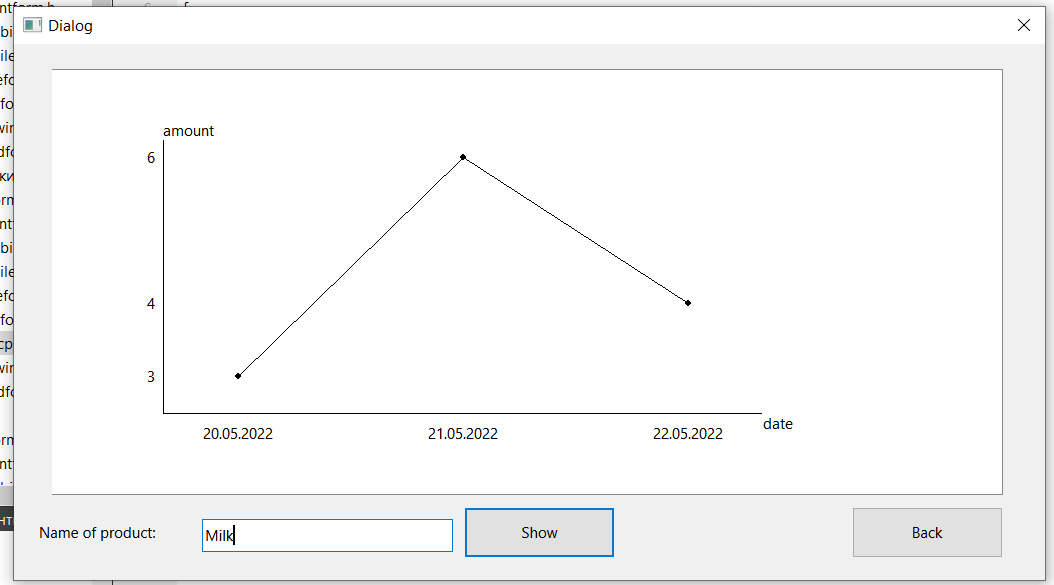 Dialog
amount
6
4
3
20.05.2022 21.05.2022 22.05.2022
date
Name of product: Milk Show Back